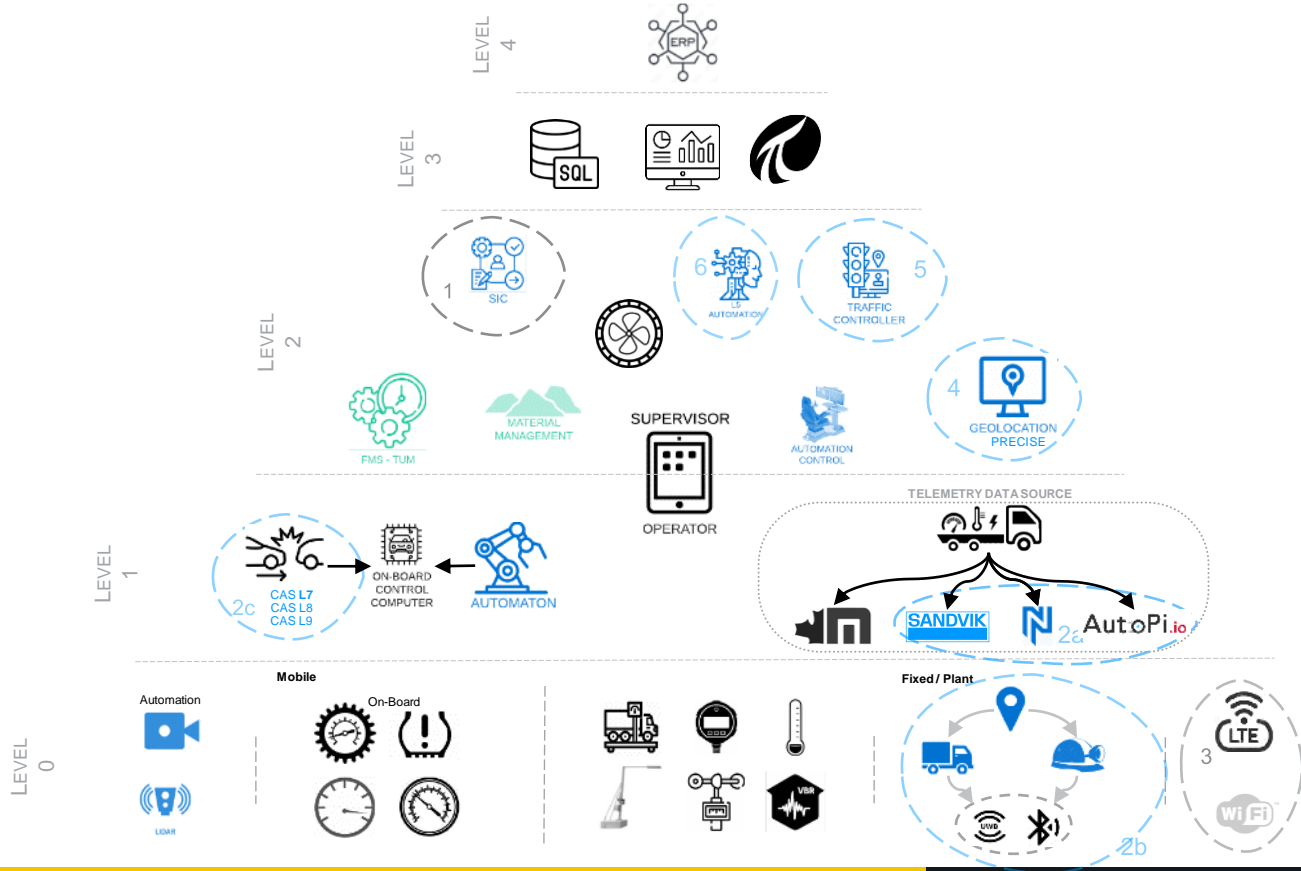 LEVEL
4
ERP
LEVEL
3
SQL
LEVEL
2
1
SIC
6
L5
AUTOMATION
5
TRAFFIC
CONTROLLER
4
GEOLOCATION
PRECISE
FMS - TUM
MATERIAL
MANAGEMENT
SUPERVISOR
OPERATOR
AUTOMATION
CONTROL
LEVEL
1
2c
CAS L7
CAS L8
CAS L9
ON-BOARD
CONTROL
COMPUTER
AUTOMATON
TELEMETRY DATA SOURCE
SANDVIK
2a
AutoPi.io
LEVEL
0
Mobile
Automation
On-Board
LIDAR
VBR
Fixed / Plant
UWB
2b
3
LTE
WiFi